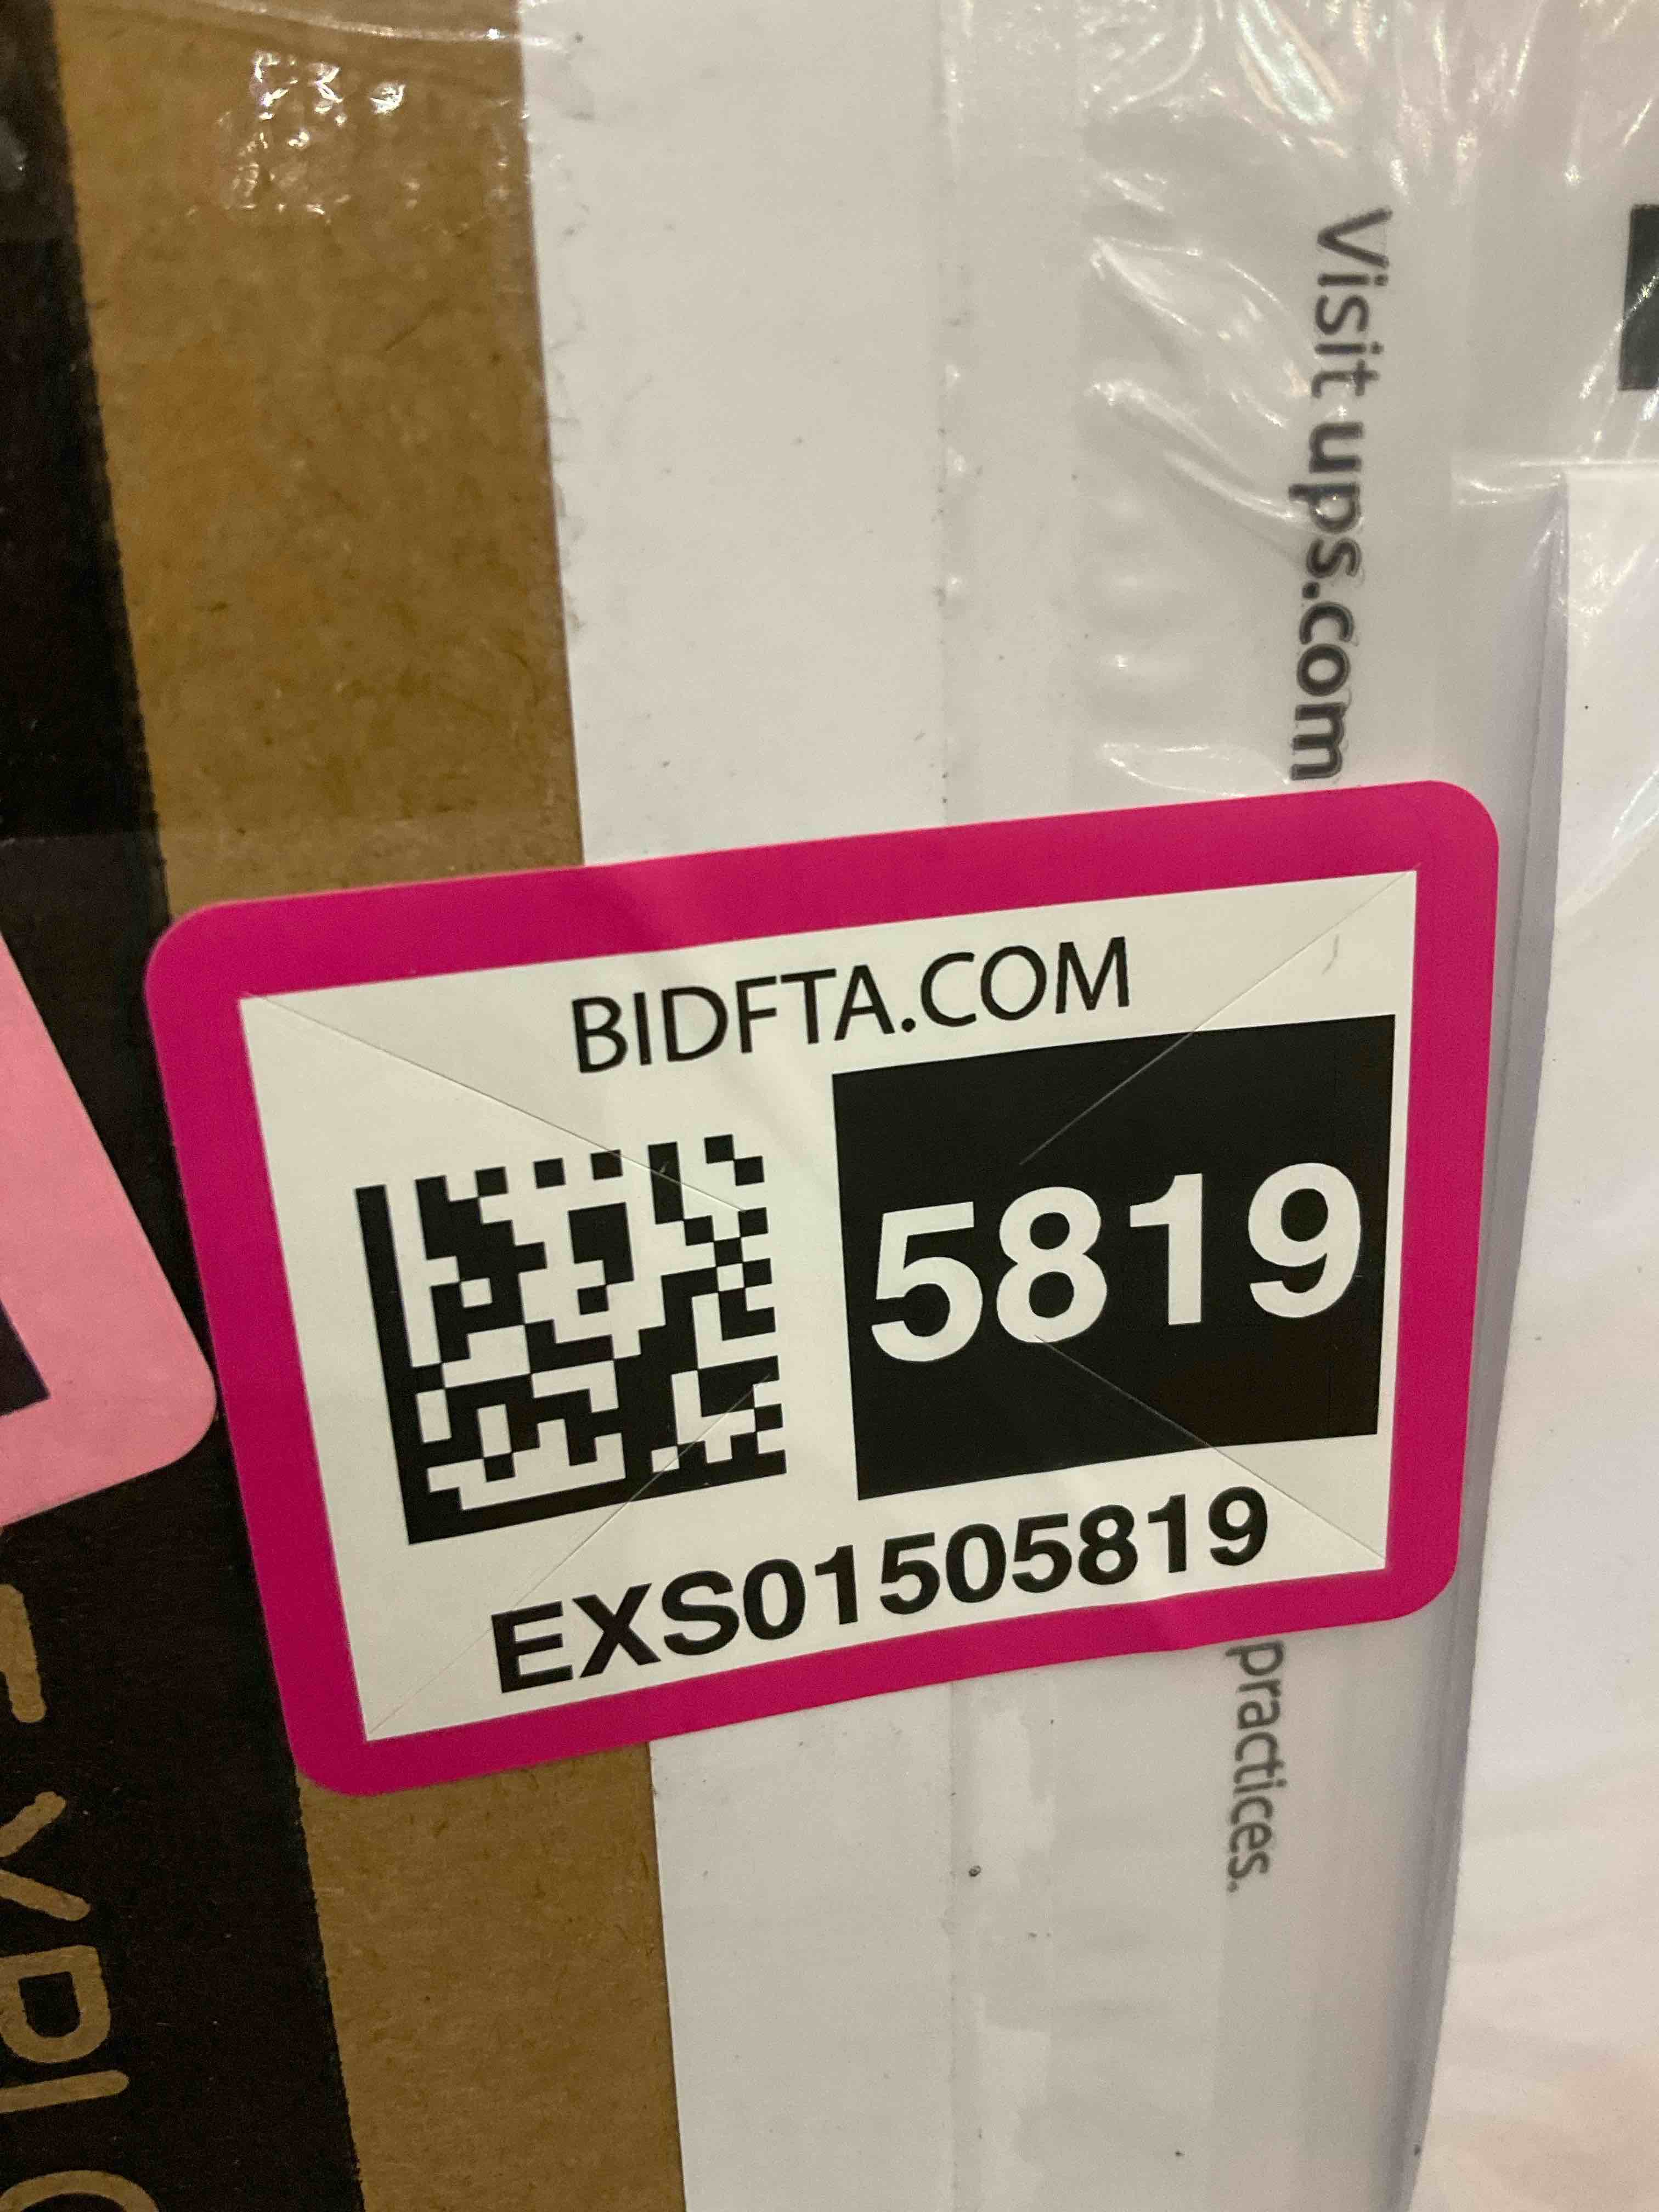 Visit ups.com
BIDFTA.COM
5819
EXS01505819
practices.